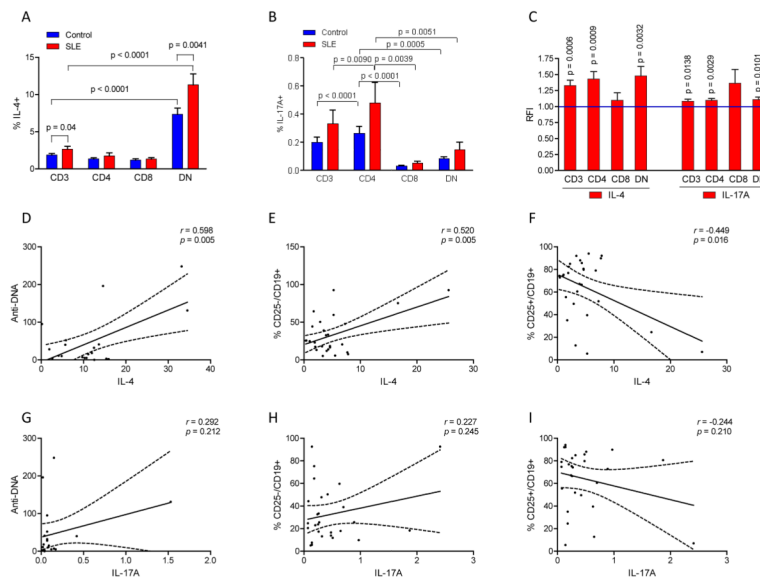 A
Control
SLE
p < 0.0001
p = 0.0041
p < 0.0001
p = 0.04
% IL-4+
15
10
5
0
CD3 CD4 CD8 DN
B
Control
SLE
p = 0.0051
p = 0.0005
p = 0.0090 p = 0.0039
p < 0.0001 p < 0.0001
% IL-17A+
1.2
1.0
0.8
0.6
0.4
0.2
0.0
CD3 CD4 CD8 DN
C
p = 0.0006
p = 0.0009
p = 0.0032
p = 0.0138
p = 0.0029
p = 0.0101
RFI
1.75
1.50
1.25
1.00
0.75
0.50
0.25
0.00
CD3 CD4 CD8 DN CD3 CD4 CD8 DN
IL-4 IL-17A
D
r = 0.598
p = 0.005
Anti-DNA
300
200
100
0
0 10 20 30 40
IL-4
E
r = 0.520
p = 0.005
% CD25-/CD19+
150
100
50
0
0 10 20 30
IL-4
F
r = -0.449
p = 0.016
% CD25+/CD19+
100
80
60
40
20
0
0 10 20 30
IL-4
G
r = 0.292
p = 0.212
Anti-DNA
300
200
100
0
0.0 0.5 1.0 1.5 2.0
IL-17A
H
r = 0.227
p = 0.245
% CD25-/CD19+
100
80
60
40
20
0
0 1 2 3
IL-17A
I
r = -0.244
p = 0.210
% CD25+/CD19+
100
80
60
40
20
0
0 1 2 3
IL-17A